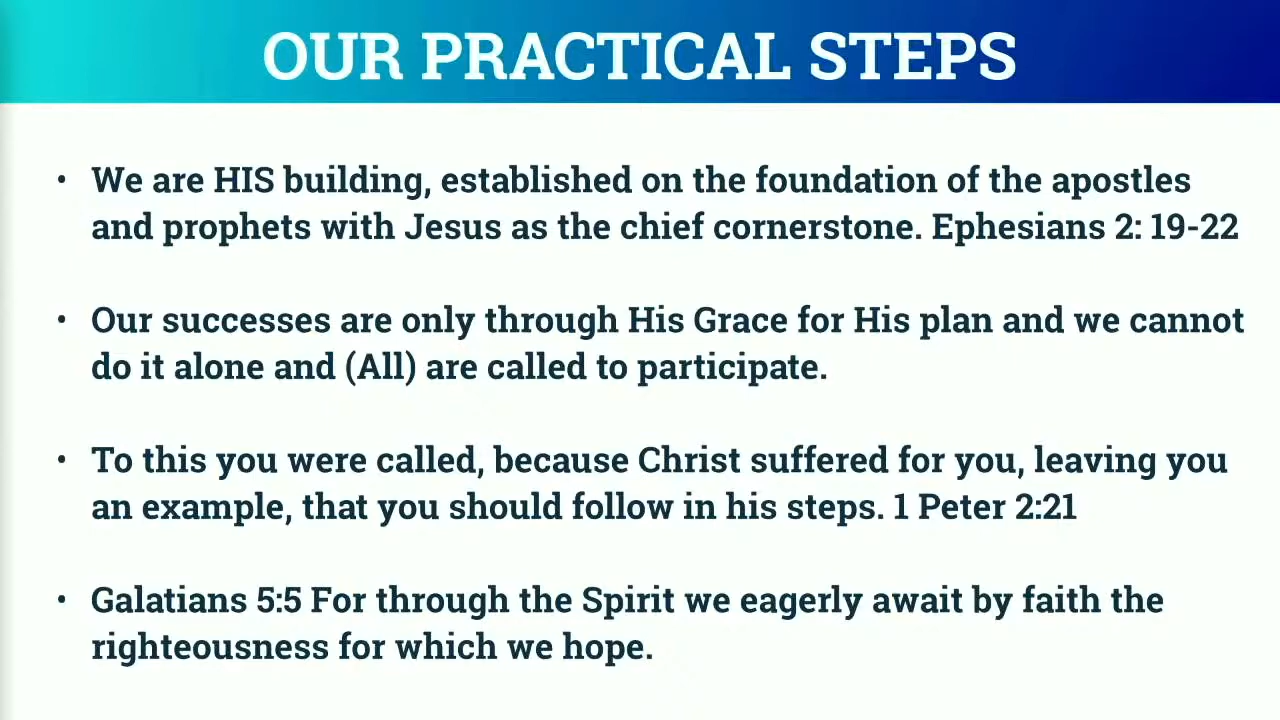 OUR PRACTICAL STEPS
• We are HIS building, established on the foundation of the apostles
and prophets with Jesus as the chief cornerstone. Ephesians 2: 19-22
• Our successes are only through His Grace for His plan and we cannot
do it alone and (All) are called to participate.
• To this you were called, because Christ suffered for you, leaving you
an example, that you should follow in his steps. 1 Peter 2:21
• Galatians 5:5 For through the Spirit we eagerly await by faith the
righteousness for which we hope.